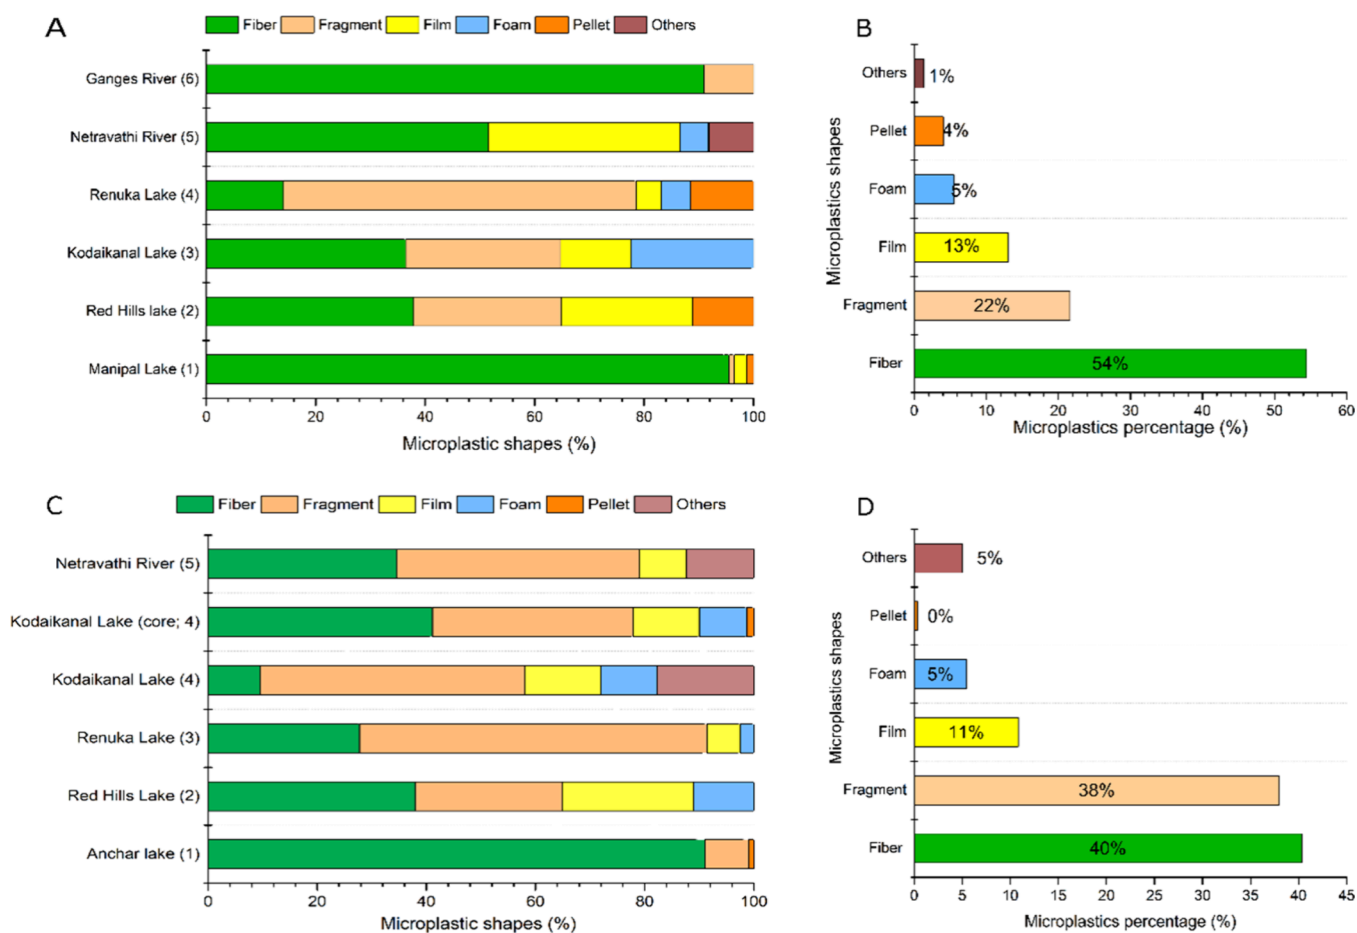 A
Fiber Fragment Film Foam Pellet Others
Ganges River (6)
Netravathi River (5)
Renuka Lake (4)
Kodaikanal Lake (3)
Red Hills lake (2)
Manipal Lake (1)
0 20 40 60 80 100
Microplastic shapes (%)
B
Microplastics shapes
Others 1%
Pellet 4%
Foam 5%
Film 13%
Fragment 22%
Fiber 54%
0 10 20 30 40 50 60
Microplastics percentage (%)
C
Fiber Fragment Film Foam Pellet Others
Netravathi River (5)
Kodaikanal Lake (core; 4)
Kodaikanal Lake (4)
Renuka Lake (3)
Red Hills Lake (2)
Anchar lake (1)
0 20 40 60 80 100
Microplastic shapes (%)
D
Microplastics shapes
Others 5%
Pellet 0%
Foam 5%
Film 11%
Fragment 38%
Fiber 40%
0 5 10 15 20 25 30 35 40 45
Microplastics percentage (%)